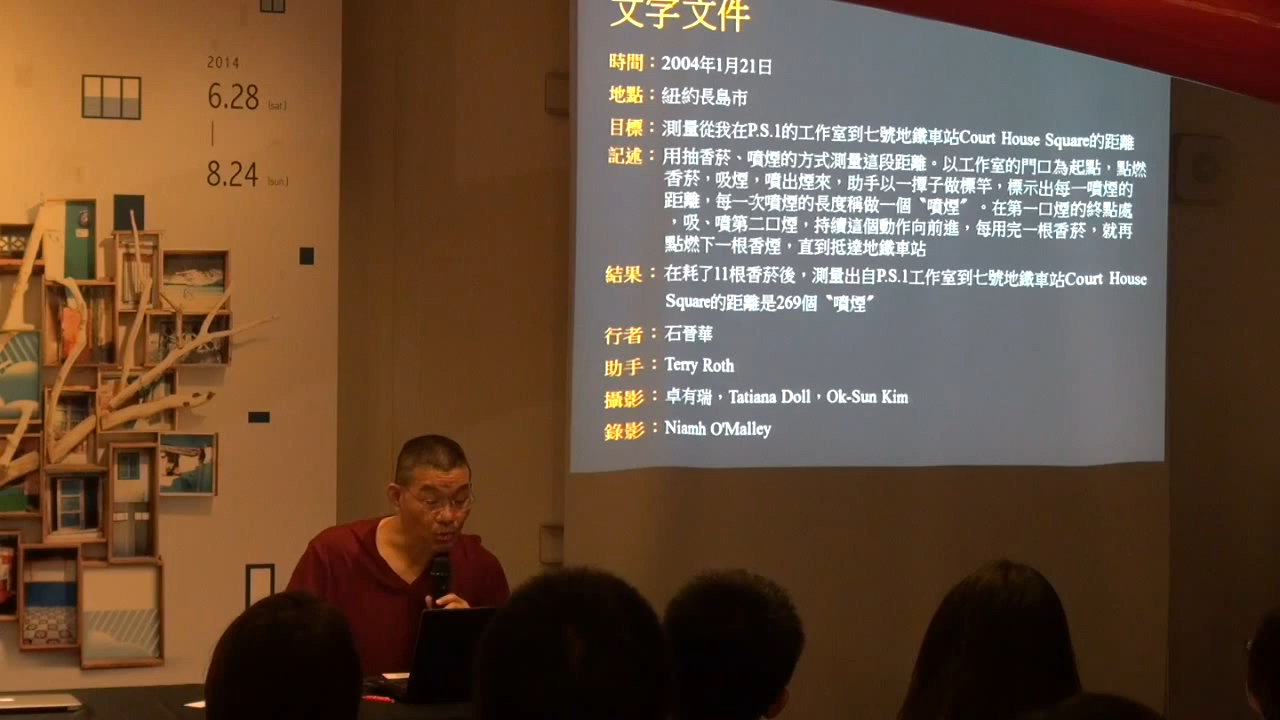 2014
6.28 (sat.)
8.24 (sun.)
文字文件
時間：2004年1月21日
地點：紐約長島市
目標：測量從我在P.S.1的工作室到七號地鐵車站Court House Square的距離
記述：用抽香菸、噴煙的方式測量這段距離。以工作室的門口為起點，點燃
香菸，吸煙，噴出煙來，助手以一撢子做標竿，標示出每一噴煙的
距離，每一次噴煙的長度稱做一個〝噴煙〞。在第一口煙的終點處
，吸、噴第二口煙，持續這個動作向前進，每用完一根香菸，就再
點燃下一根香煙，直到抵達地鐵車站
結果：在耗了11根香菸後，測量出自P.S.1工作室到七號地鐵車站Court House
Square的距離是269個〝噴煙〞
行者：石晉華
助手：Terry Roth
攝影：卓有瑞，Tatiana Doll，Ok-Sun Kim
錄影：Niamh O'Malley